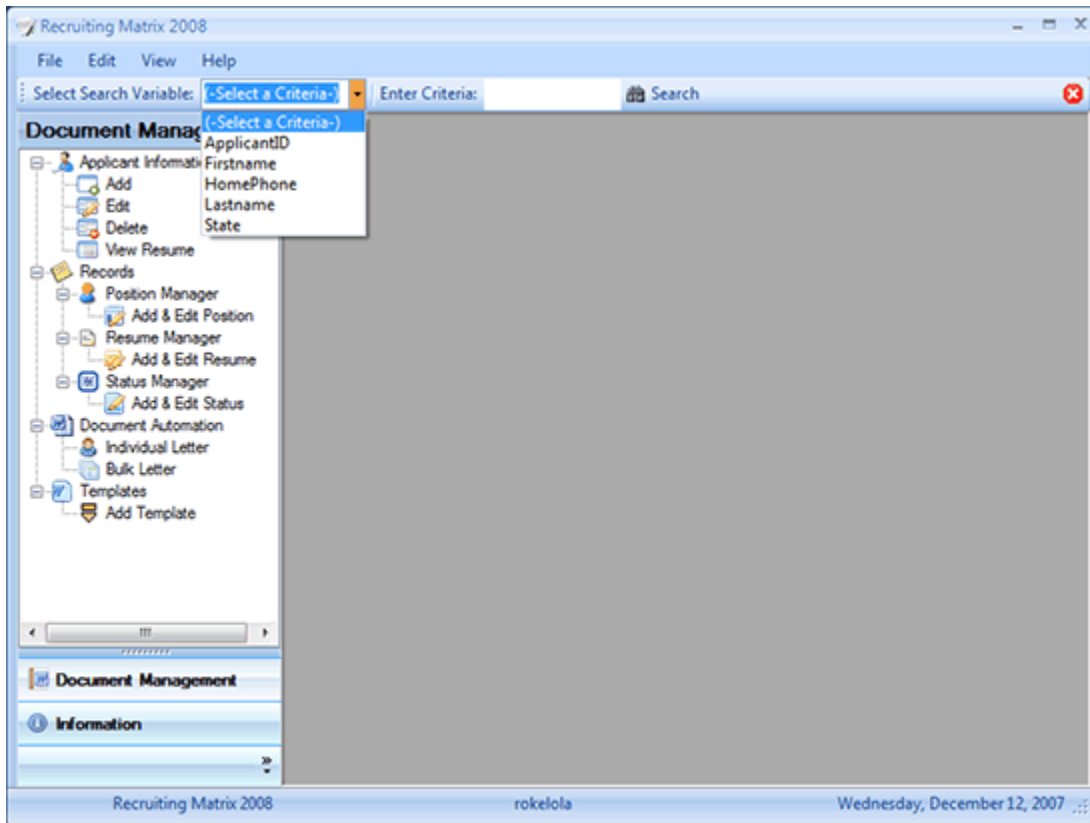 Recruiting Matrix 2008
File Edit View Help
Select Search Variable: (-Select a Criteria-) Enter Criteria: Search
(-Select a Criteria-)
ApplicantID
Firstname
HomePhone
Lastname
State
Document Manag
Applicant Informati
Add
Edit
Delete
View Resume
Records
Position Manager
Add & Edit Position
Resume Manager
Add & Edit Resume
Status Manager
Add & Edit Status
Document Automation
Individual Letter
Bulk Letter
Templates
Add Template
Document Management
Information
Recruiting Matrix 2008 rokelola Wednesday, December 12, 2007